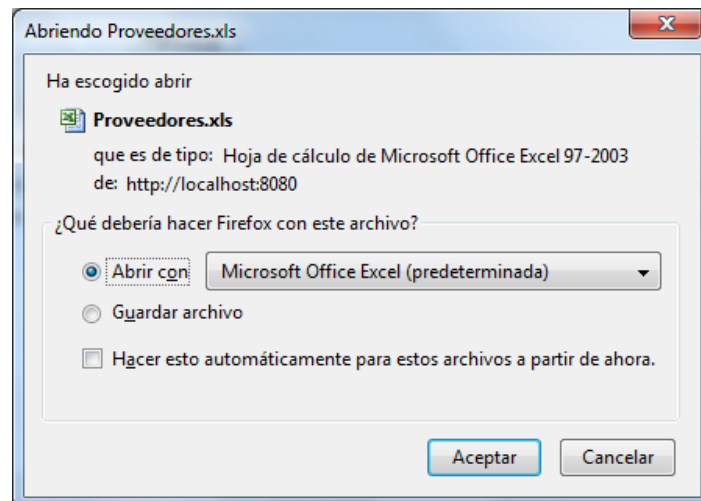 Abriendo Proveedores.xls
Ha escogido abrir
Proveedores.xls
que es de tipo: Hoja de cálculo de Microsoft Office Excel 97-2003
de: http://localhost:8080
¿Qué debería hacer Firefox con este archivo?
Abrir con Microsoft Office Excel (predeterminada)
Guardar archivo
Hacer esto automáticamente para estos archivos a partir de ahora.
Aceptar Cancelar